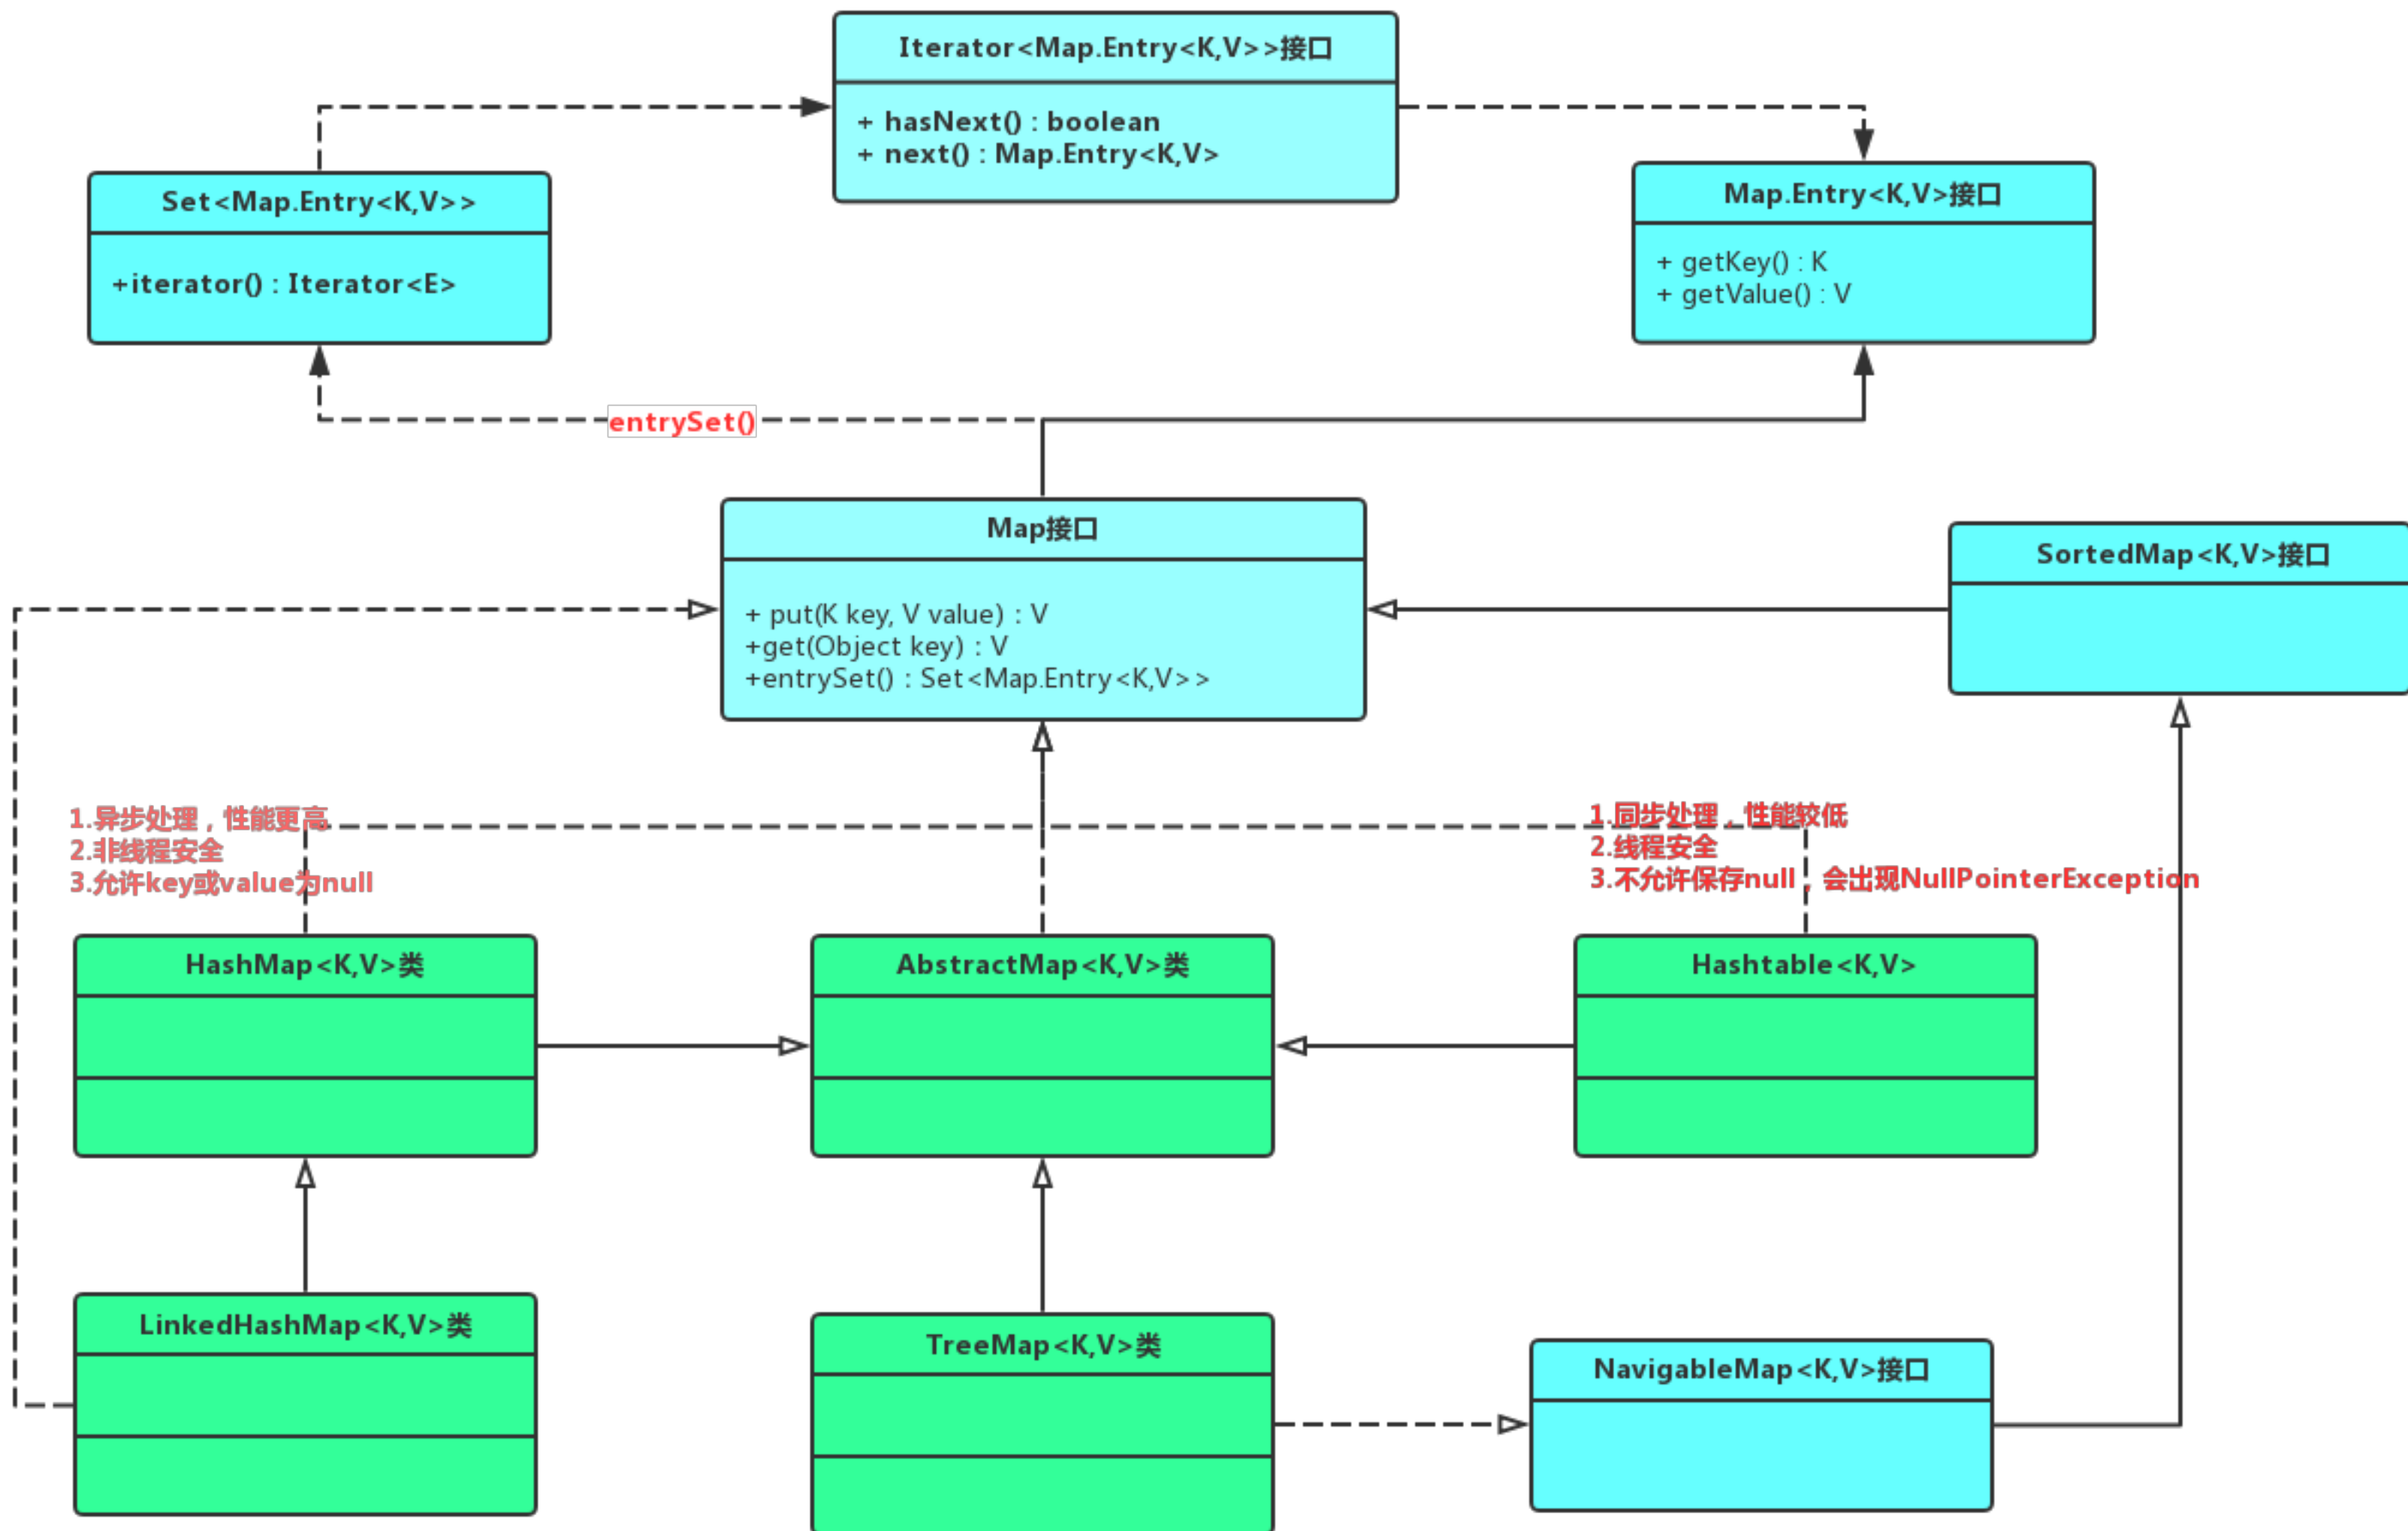 Iterator<Map.Entry<K,V>>接口
+ hasNext() : boolean
+ next() : Map.Entry<K,V>
Set<Map.Entry<K,V>>
+iterator() : Iterator<E>
Map.Entry<K,V>接口
+ getKey() : K
+ getValue() : V
entrySet()
Map接口
+ put(K key, V value) : V
+get(Object key) : V
+entrySet() : Set<Map.Entry<K,V>>
SortedMap<K,V>接口
1.异步处理，性能更高
2.非线程安全
3.允许key或value为null
1.同步处理，性能较低
2.线程安全
3.不允许保存null，会出现NullPointerException
HashMap<K,V>类
AbstractMap<K,V>类
Hashtable<K,V>
LinkedHashMap<K,V>类
TreeMap<K,V>类
NavigableMap<K,V>接口